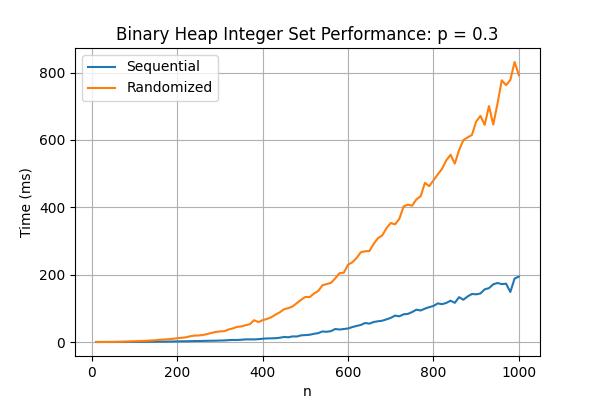 Binary Heap Integer Set Performance: p = 0.3
Sequential
Randomized
800
600
400
200
0
Time (ms)
0 200 400 600 800 1000
n